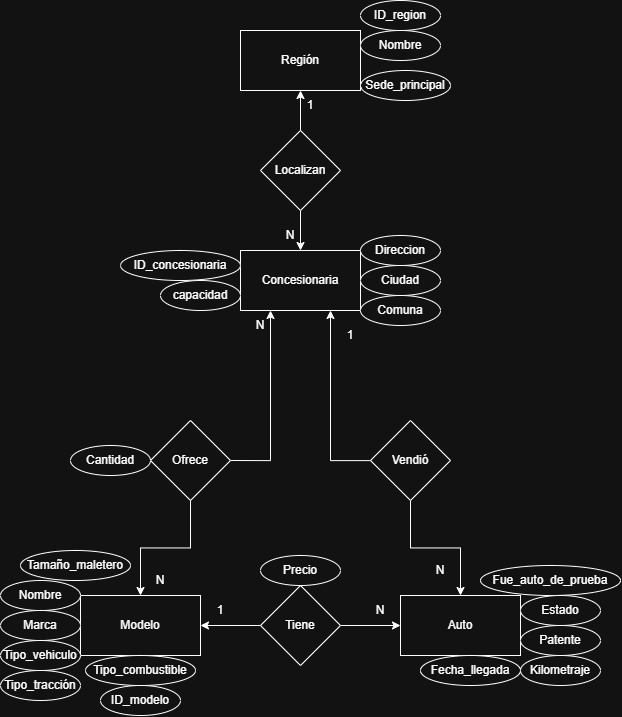 ID_region
Nombre
Región
Sede_principal
1
Localizan
N
Direccion
ID_concesionaria
Concesionaria
Ciudad
capacidad
Comuna
N
1
Cantidad
Ofrece
Vendió
Tamaño_maletero
N
Precio
N
Fue_auto_de_prueba
Nombre
Marca
Modelo
1
Tiene
N
Auto
Estado
Patente
Tipo_vehiculo
Tipo_combustible
Fecha_llegada
Kilometraje
Tipo_tracción
ID_modelo